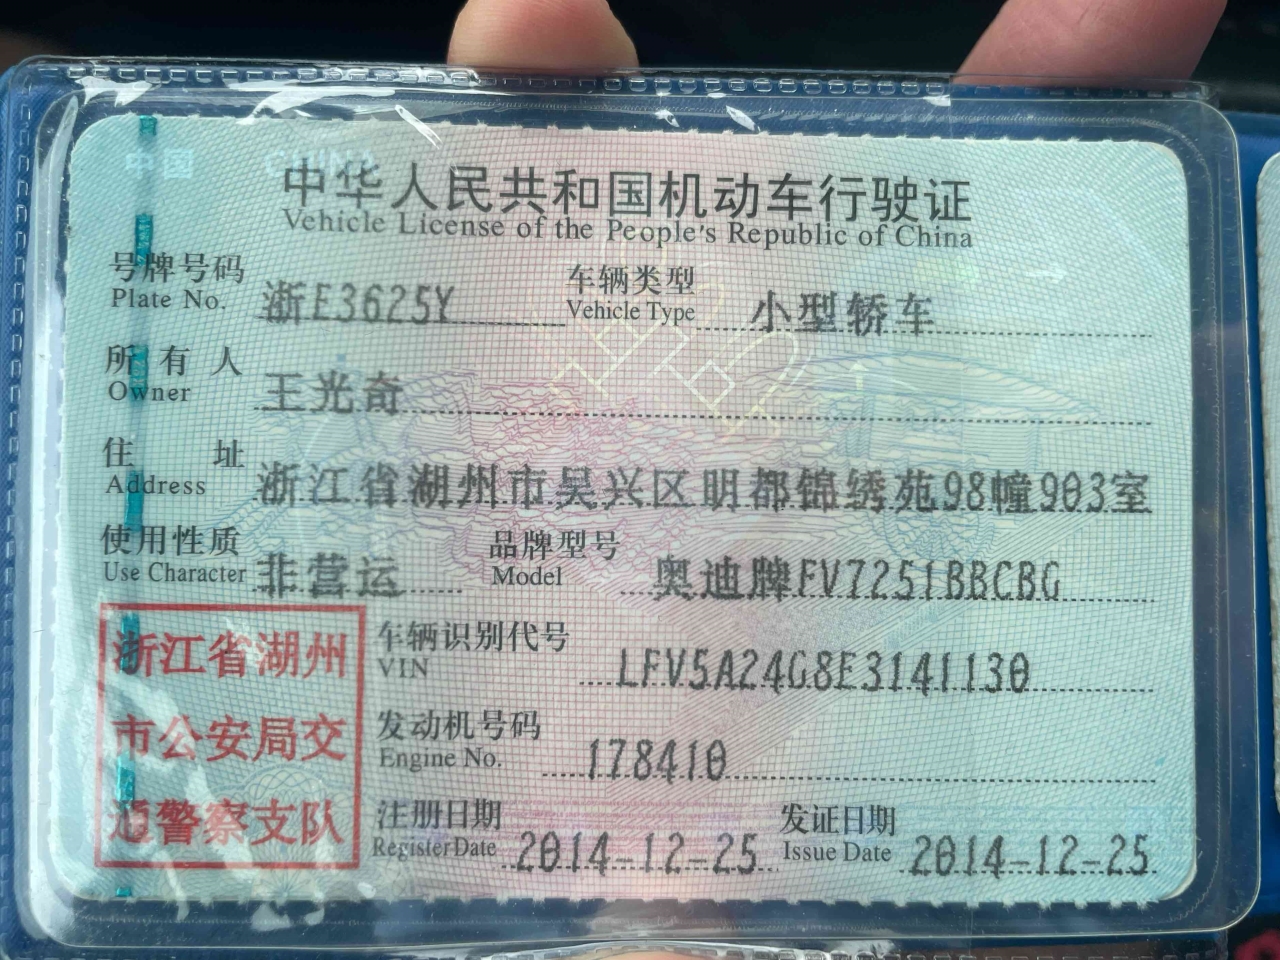 中国 CHINA
中华人民共和国机动车行驶证
Vehicle License of the People's Republic of China
号牌号码 浙E3625Y 车辆类型 小型轿车
Plate No. Vehicle Type
所有人 王光奇
Owner
住址 浙江省湖州市吴兴区明都锦绣苑98幢903室
Address
使用性质 非营运 品牌型号 奥迪牌FV7251BBCBG
Use Character Model
浙江省湖州
市公安局交
通警察支队
车辆识别代号 LFV5A24G8E3141130
VIN
发动机号码 178410
Engine No.
注册日期 2014-12-25 发证日期 2014-12-25
Register Date Issue Date